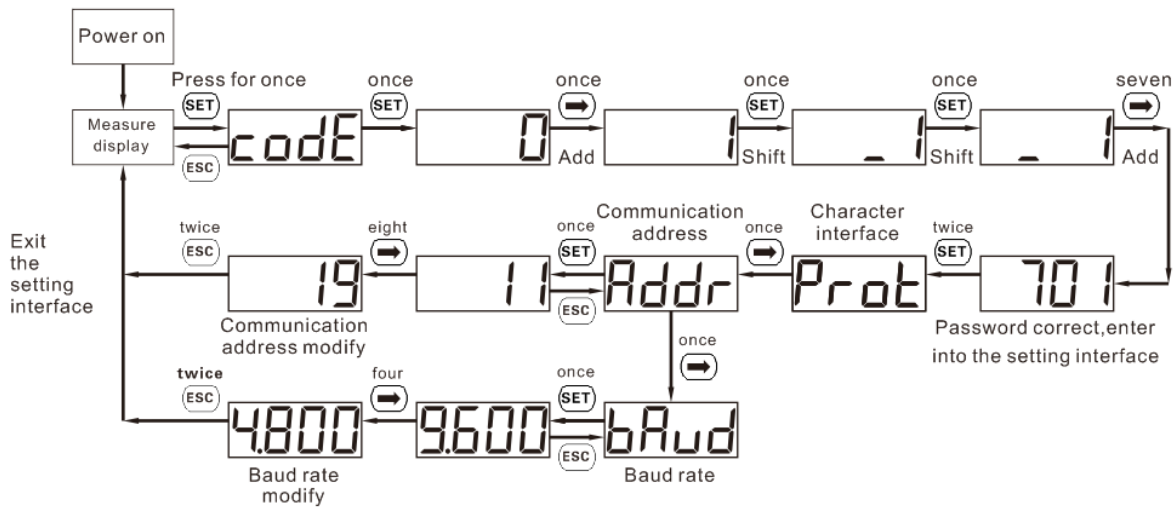 Power on
Press for once
once
once
once
once
seven
SET
SET
SET
SET
Measure
display
codE
0
1
_1
_ 1
ESC
Add
Shift
Shift
Add
Exit
the
setting
interface
twice
ESC
eight
once
SET
Communication
address
once
Character
interface
twice
SET
19
11
Addr
Prot
701
ESC
Communication
address modify
Password correct,enter
into the setting interface
once
twice
ESC
four
once
SET
4.800
9.600
bAud
ESC
Baud rate
modify
Baud rate